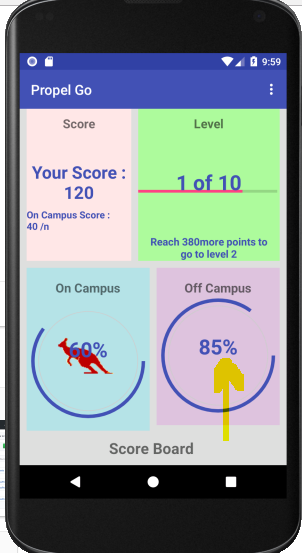 9:59
Propel Go
Score
Your Score :
120
On Campus Score :
40 /n
Level
1 of 10
Reach 380more points to
go to level 2
On Campus
60%
Off Campus
85%
Score Board